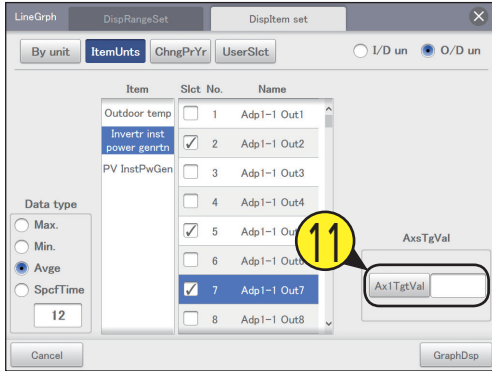 LineGrph
DispRangeSet
DispItem set
By unit
ItemUnts
ChngPrYr
UserSlct
I/D un
O/D un
Item
Slct
No.
Name
Outdoor temp
Invertr inst
power genrtn
PV InstPwGen
1 Adp1-1 Out1
2 Adp1-1 Out2
3 Adp1-1 Out3
4 Adp1-1 Out4
5 Adp1-1
6 Adp1-1
7 Adp1-1 Out7
8 Adp1-1 Out8
Data type
Max.
Min.
Avge
SpcfTime
12
11
AxsTgVal
Ax1TgtVal
Cancel
GraphDsp